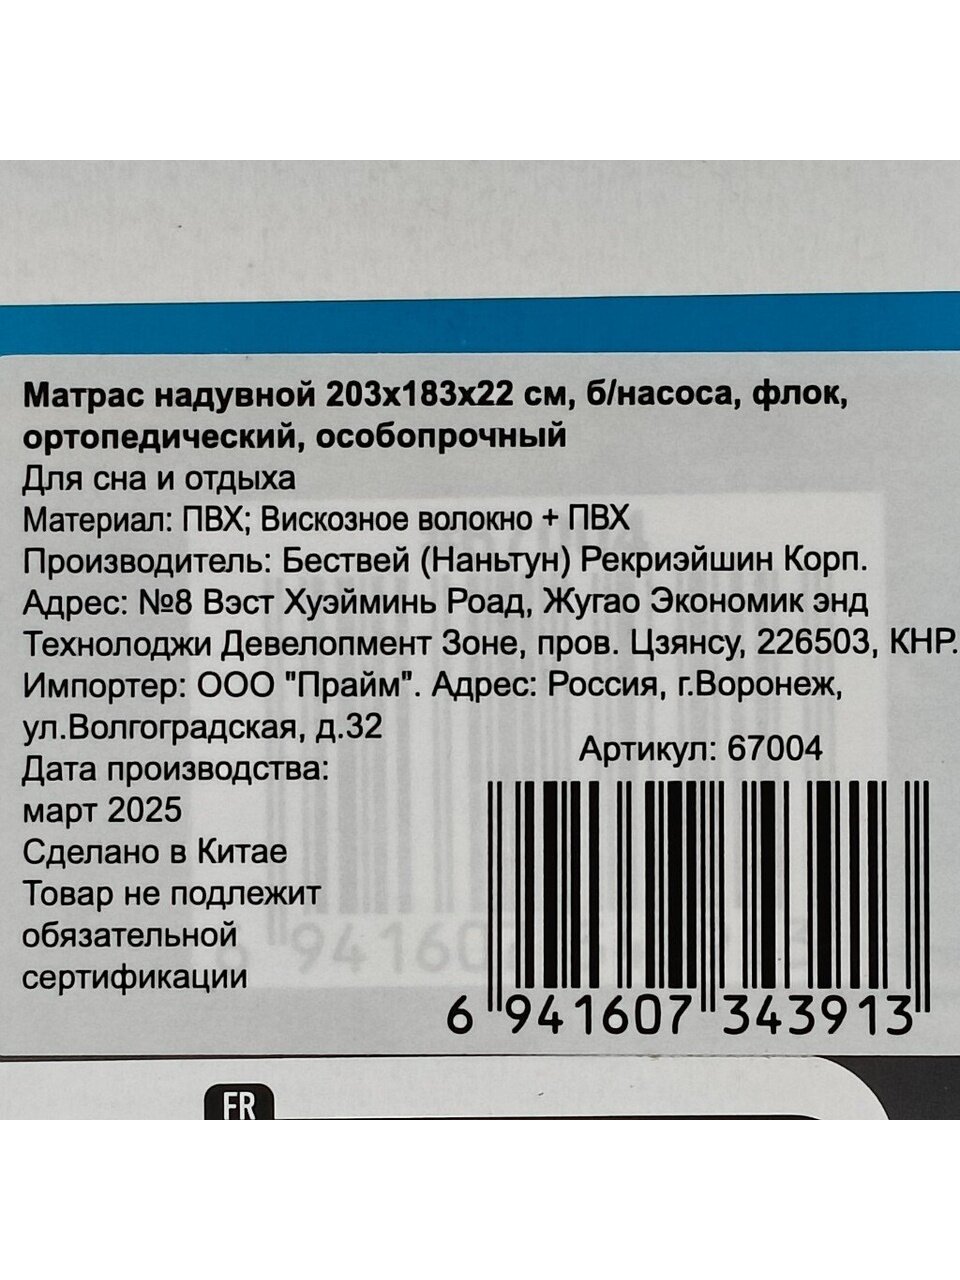 Матрас надувной 203х183х22 см, б/насоса, флок,
ортопедический, особопрочный
Для сна и отдыха
Материал: ПВХ; Вискозное волокно + ПВХ
Производитель: Бествей (Наньтун) Рекриэйшин Корп.
Адрес: №8 Вэст Хуэйминь Роад, Жугао Экономик энд
Технолоджи Девелопмент Зоне, пров. Цзянсу, 226503, КНР.
Импортер: ООО "Прайм". Адрес: Россия, г.Воронеж,
ул.Волгоградская, д.32
Артикул: 67004
Дата производства:
март 2025
Сделано в Китае
Товар не подлежит
обязательной
сертификации
6 941607 343913
FR